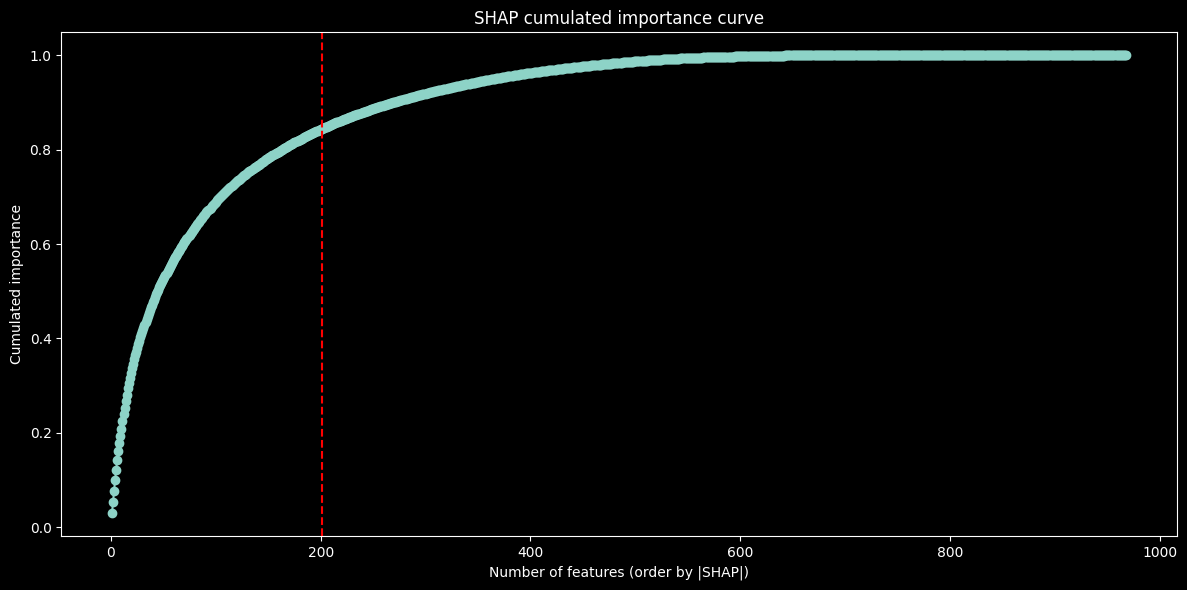 SHAP cumulated importance curve
1.0
0.8
0.6
0.4
0.2
0.0
Cumulated importance
0 200 400 600 800 1000
Number of features (order by |SHAP|)